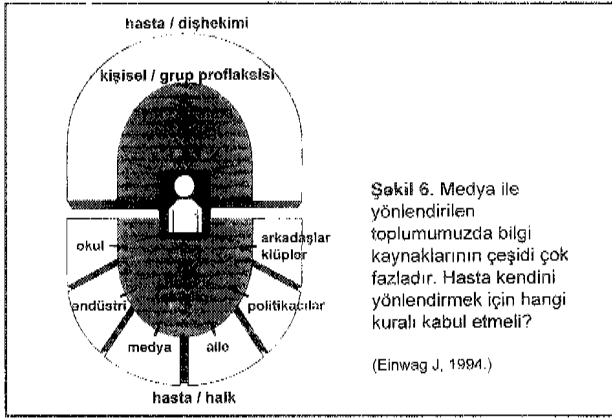 hasta / dişhekimi
kişisel / grup proflaksisi
okul
arkadaşlar
klüpler
endüstri
politikacılar
medya
aile
hasta / halk
Şekil 6. Medya ile
yönlendirilen
toplumumuzda bilgi
kaynaklarının çeşidi çok
fazladır. Hasta kendini
yönlendirmek için hangi
kuralı kabul etmeli?
(Einwag J, 1994.)